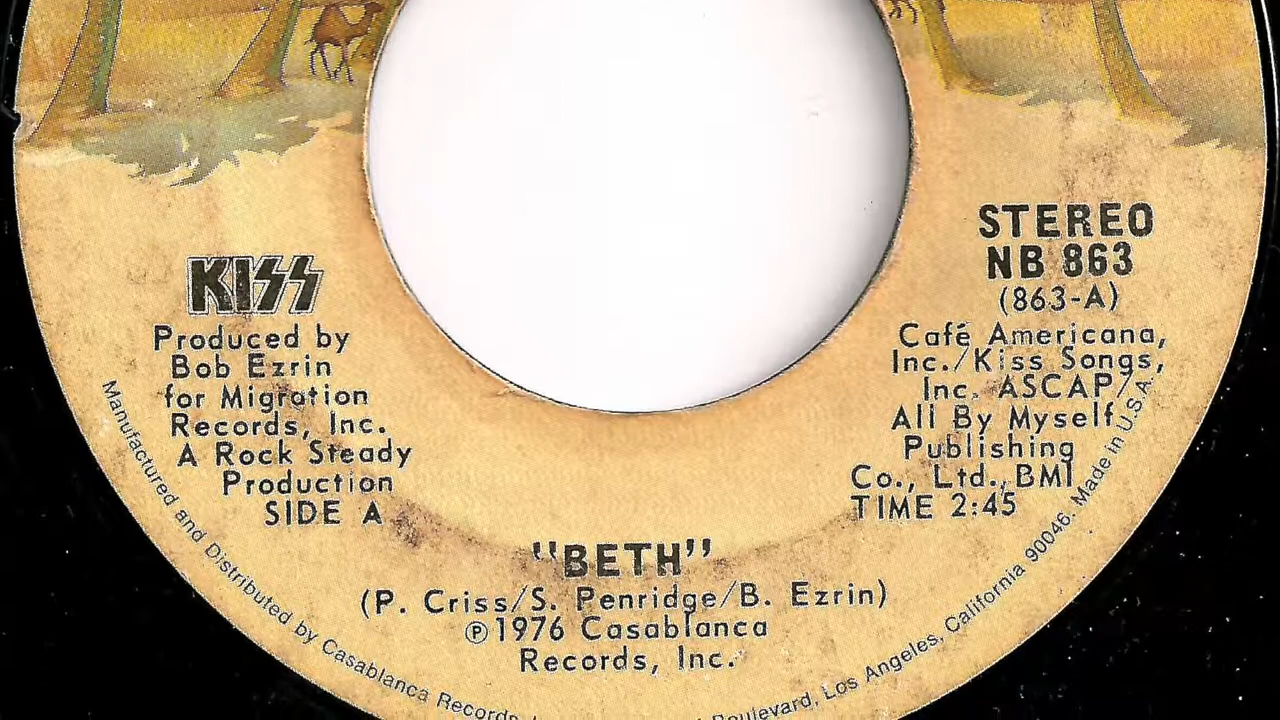 KISS
Produced by
Bob Ezrin
for Migration
Records, Inc.
A Rock Steady
Production
SIDE A
STEREO
NB 863
(863-A)
Café Americana,
Inc./Kiss Songs,
Inc. ASCAP/
All By Myself
Publishing
Co., Ltd., BMI
TIME 2:45
"BETH"
(P. Criss/S. Penridge/B. Ezrin)
℗1976 Casablanca
Records, Inc.
Manufactured and Distributed by Casablanca Records Boulevard, Los Angeles, California 90046. Made in U.S.A.